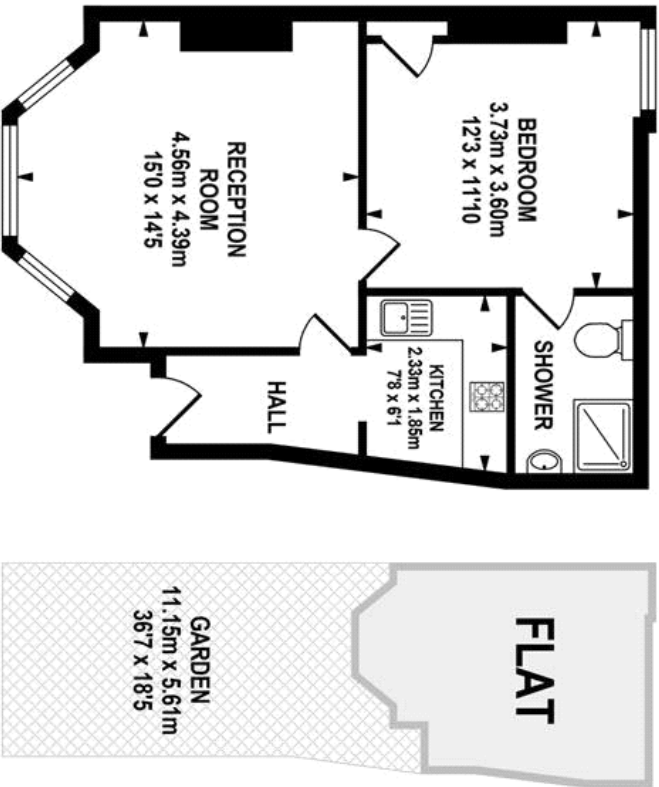 BEDROOM
3.73m x 3.60m
12'3 x 11'10
RECEPTION
ROOM
4.56m x 4.39m
15'0 x 14'5
SHOWER
KITCHEN
2.33m x 1.85m
7'8 x 6'1
HALL
FLAT
GARDEN
11.15m x 5.61m
36'7 x 18'5